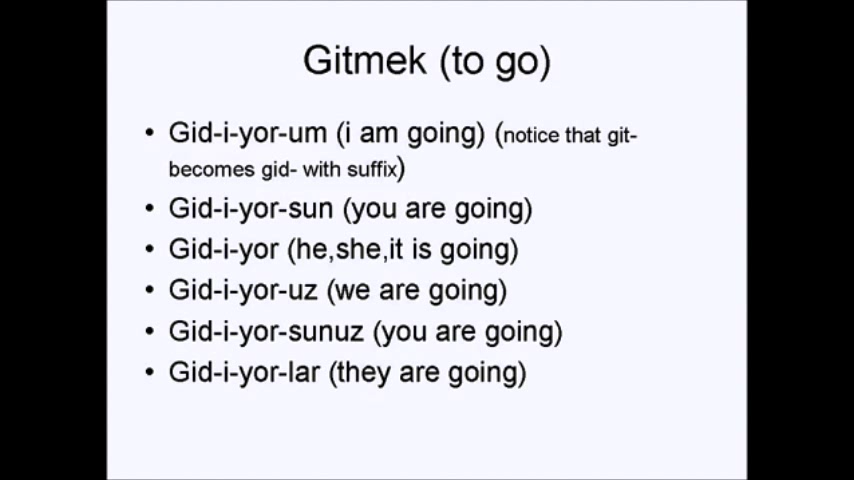 Gitmek (to go)
• Gid-i-yor-um (i am going) (notice that git-
becomes gid- with suffix)
• Gid-i-yor-sun (you are going)
• Gid-i-yor (he,she,it is going)
• Gid-i-yor-uz (we are going)
• Gid-i-yor-sunuz (you are going)
• Gid-i-yor-lar (they are going)